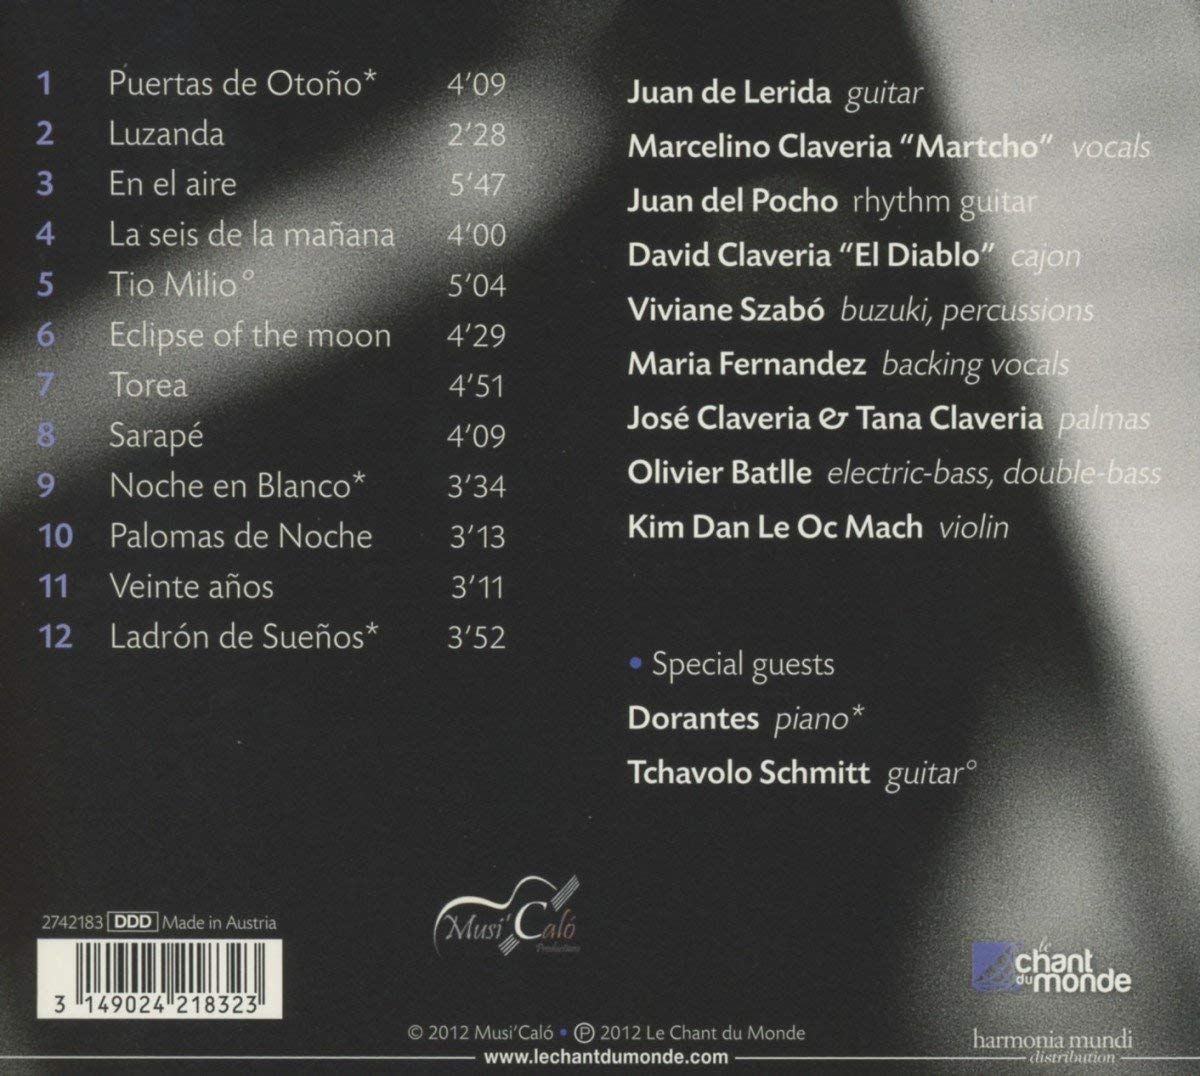 1 Puertas de Otoño* 4'09
2 Luzanda 2'28
3 En el aire 5'47
4 La seis de la mañana 4'00
5 Tio Milio° 5'04
6 Eclipse of the moon 4'29
7 Torea 4'51
8 Sarapé 4'09
9 Noche en Blanco* 3'34
10 Palomas de Noche 3'13
11 Veinte años 3'11
12 Ladrón de Sueños* 3'52
Juan de Lerida guitar
Marcelino Claveria “Martcho” vocals
Juan del Pocho rhythm guitar
David Claveria “El Diablo” cajon
Viviane Szabó buzuki, percussions
Maria Fernandez backing vocals
José Claveria & Tana Claveria palmas
Olivier Batlle electric-bass, double-bass
Kim Dan Le Oc Mach violin
• Special guests
Dorantes piano*
Tchavolo Schmitt guitar°
2742183 DDD Made in Austria
3 149024 218323
Musi'Caló
Productions
le
chant
du monde
© 2012 Musi'Caló • ℗ 2012 Le Chant du Monde
www.lechantdumonde.com
harmonia mundi
distribution